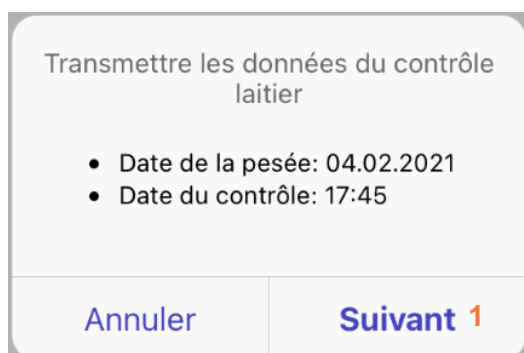 Transmettre les données du contrôle
laitier
• Date de la pesée: 04.02.2021
• Date du contrôle: 17:45
Annuler
Suivant 1